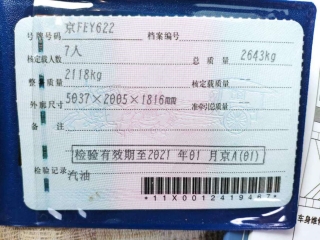 号牌号码 京FEY622 档案编号
核定载人数 7人 总质量 2643kg
整备质量 2118kg 核定载质量 --
外廓尺寸 5037×2005×1816mm 准牵引总质量 --
备注
检验有效期至2021年01月京A(01)
检验记录 汽油
*11X0012419487*
车身维修